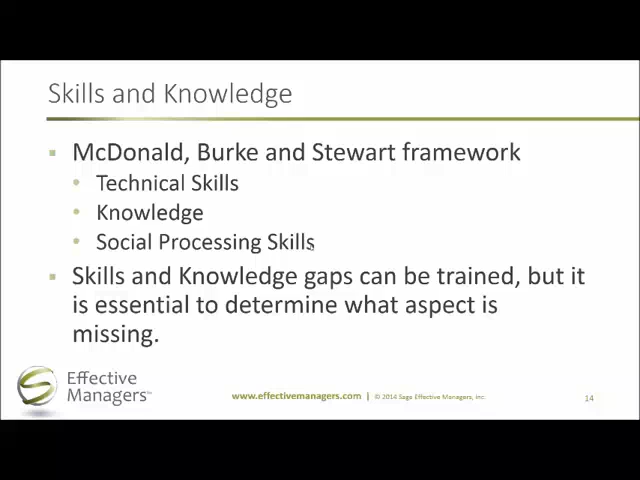 Skills and Knowledge
▪ McDonald, Burke and Stewart framework
• Technical Skills
• Knowledge
• Social Processing Skills
▪ Skills and Knowledge gaps can be trained, but it
is essential to determine what aspect is
missing.
Effective
Managers™
www.effectivemanagers.com | © 2014 Sage Effective Managers, Inc.
14